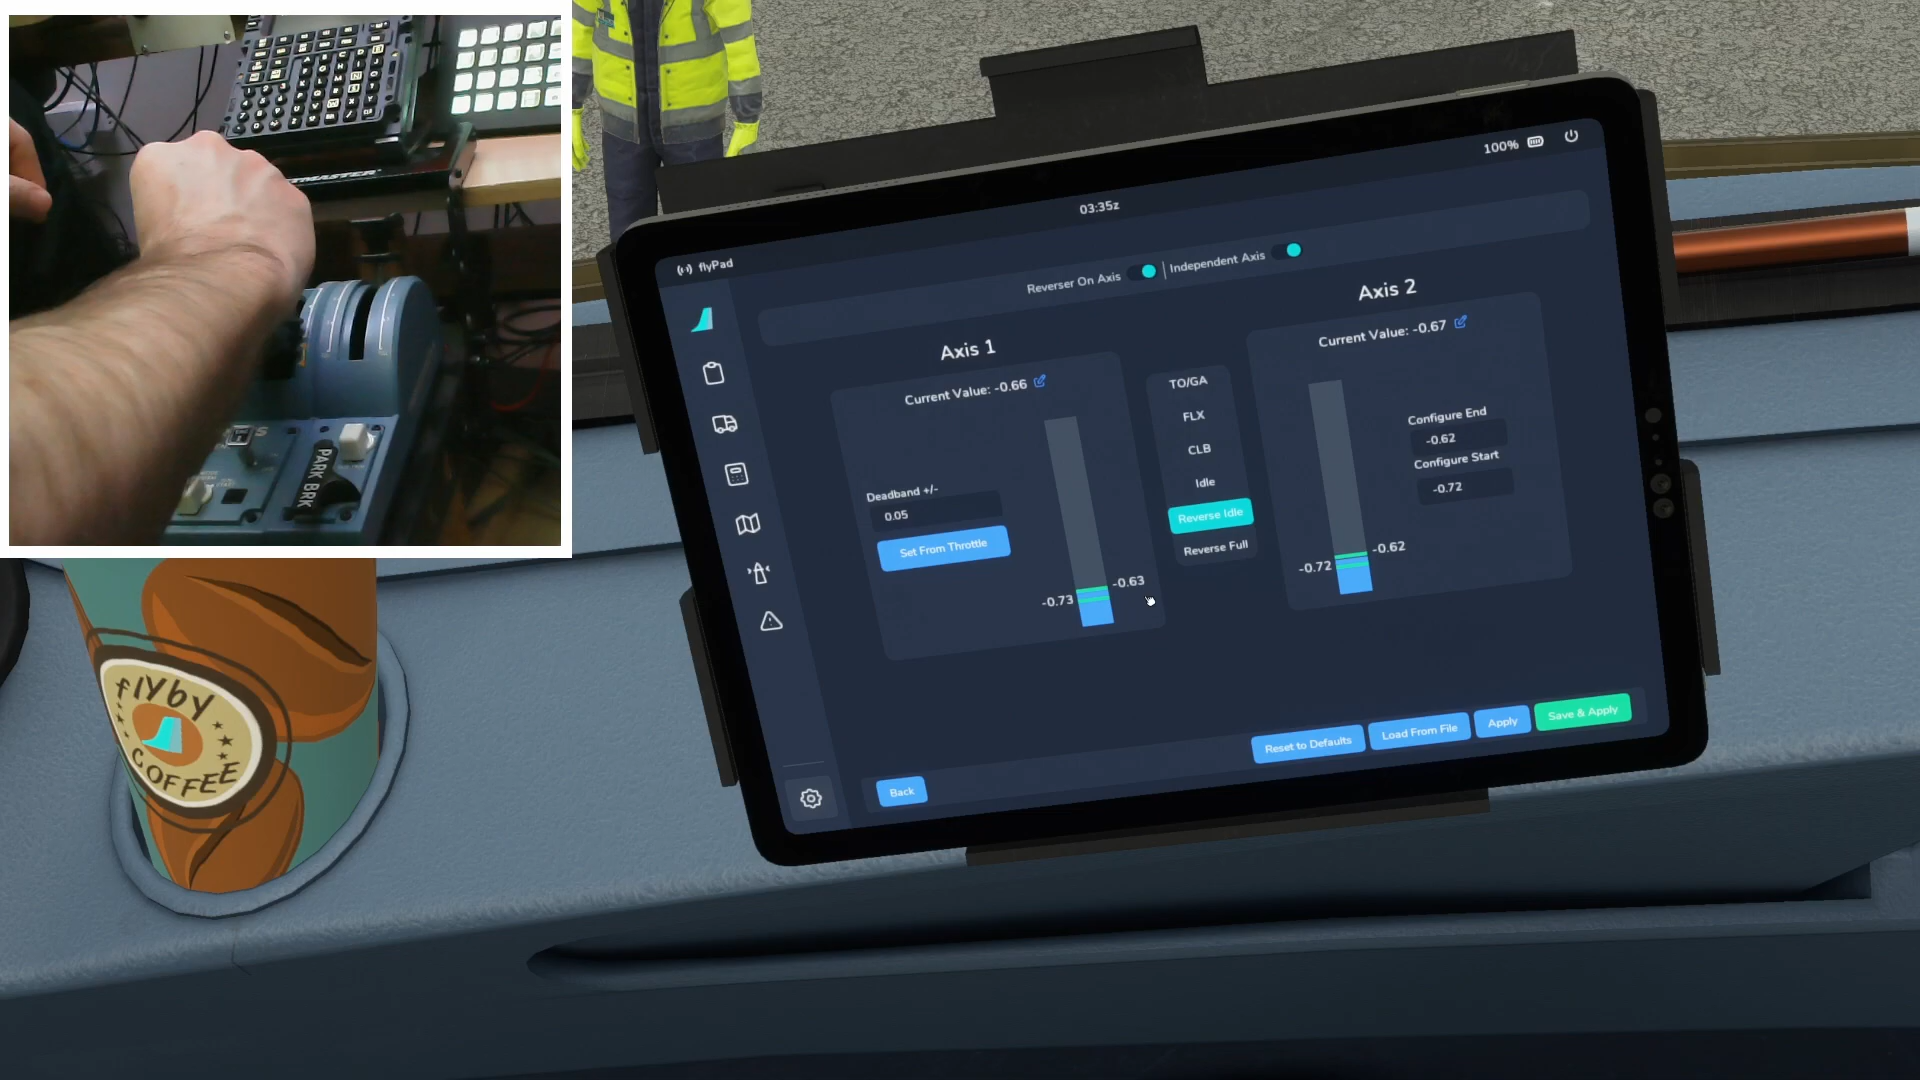 MASTER
PARK BRK
100%
03:35z
flyPad
Reverser On Axis
Independent Axis
Axis 1
Current Value: -0.66
Deadband +/-
0.05
Set From Throttle
-0.73
-0.63
TO/GA
FLX
CLB
Idle
Reverse Idle
Reverse Full
Axis 2
Current Value: -0.67
Configure End
-0.62
Configure Start
-0.72
-0.72
-0.62
Back
Reset to Defaults
Load From File
Apply
Save & Apply
flyby
COFFEE